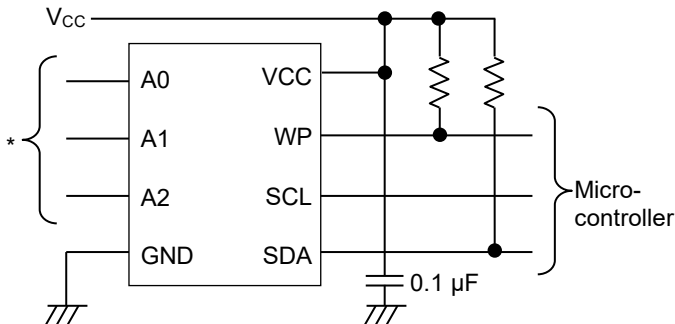 VCC
A0
VCC
*
A1
WP
A2
SCL
Micro-
controller
GND
SDA
0.1 µF